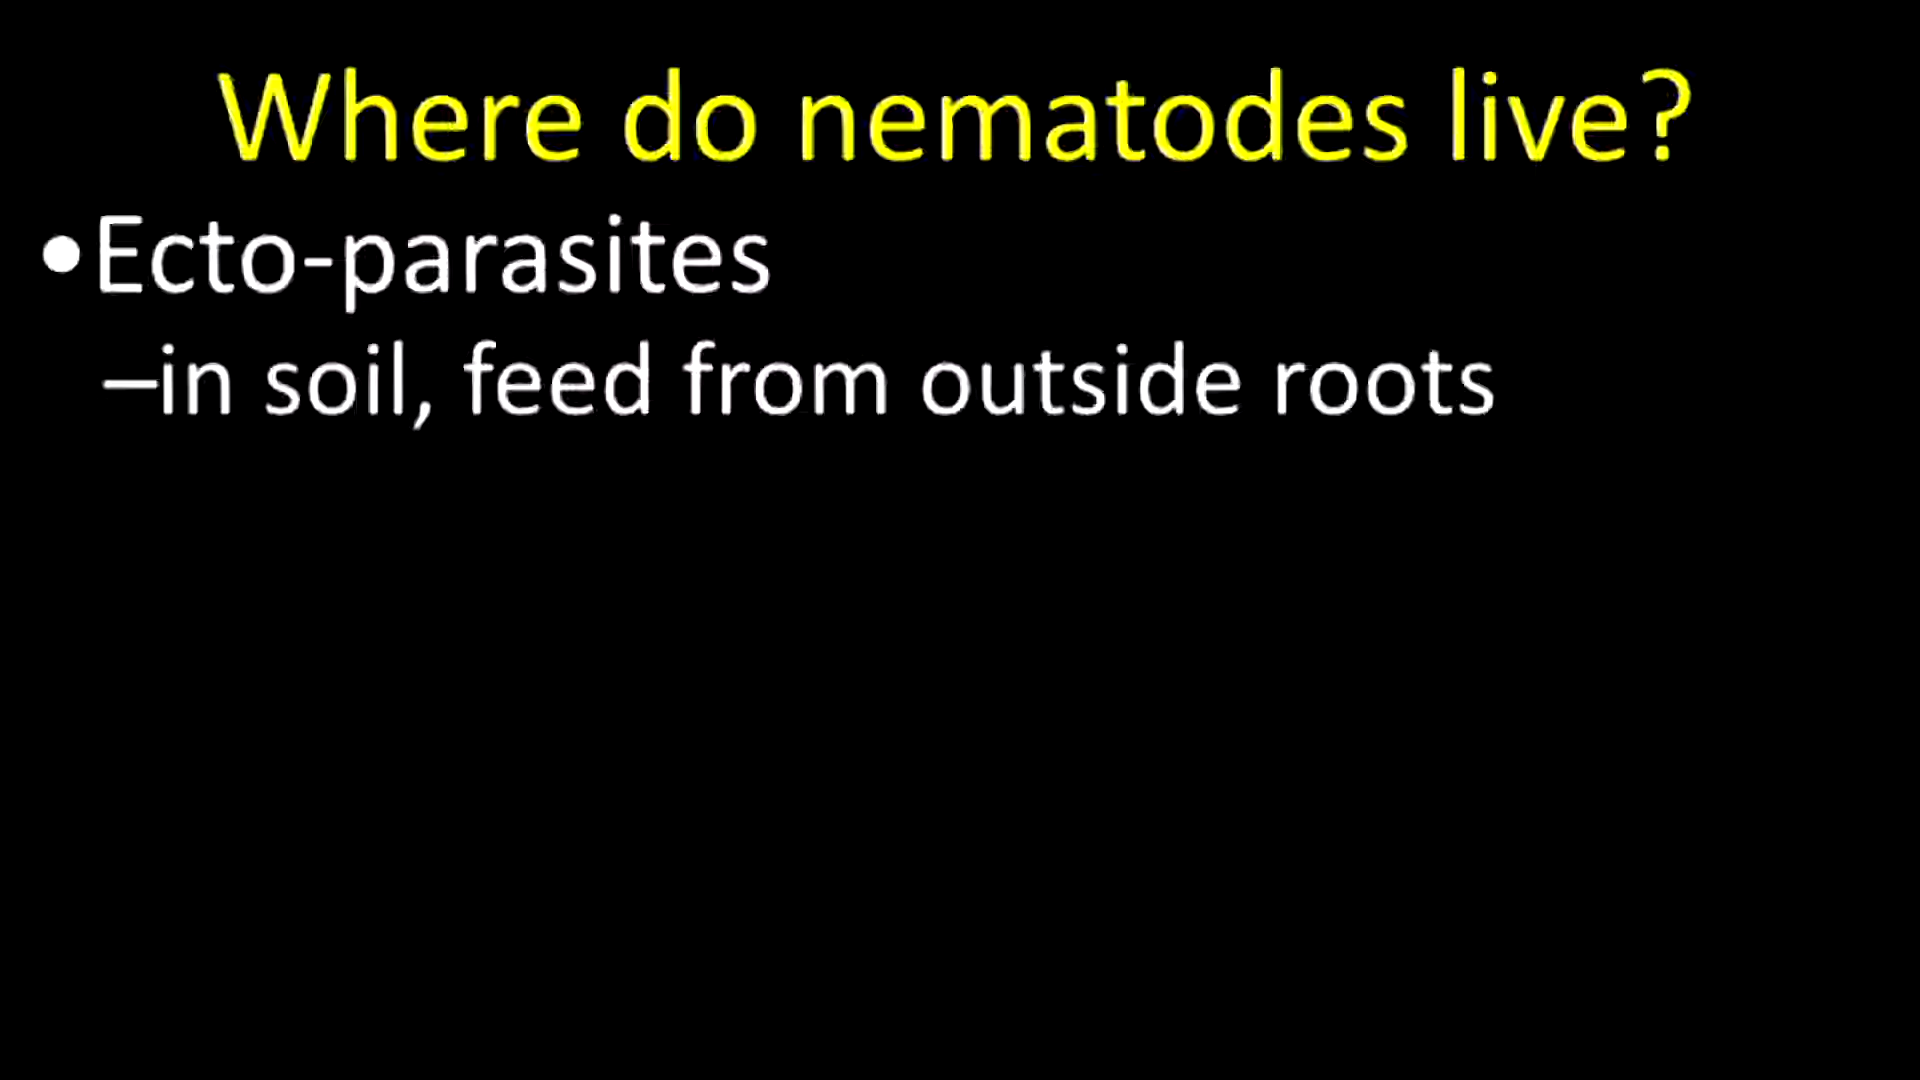 Where do nematodes live?
•Ecto-parasites
–in soil, feed from outside roots